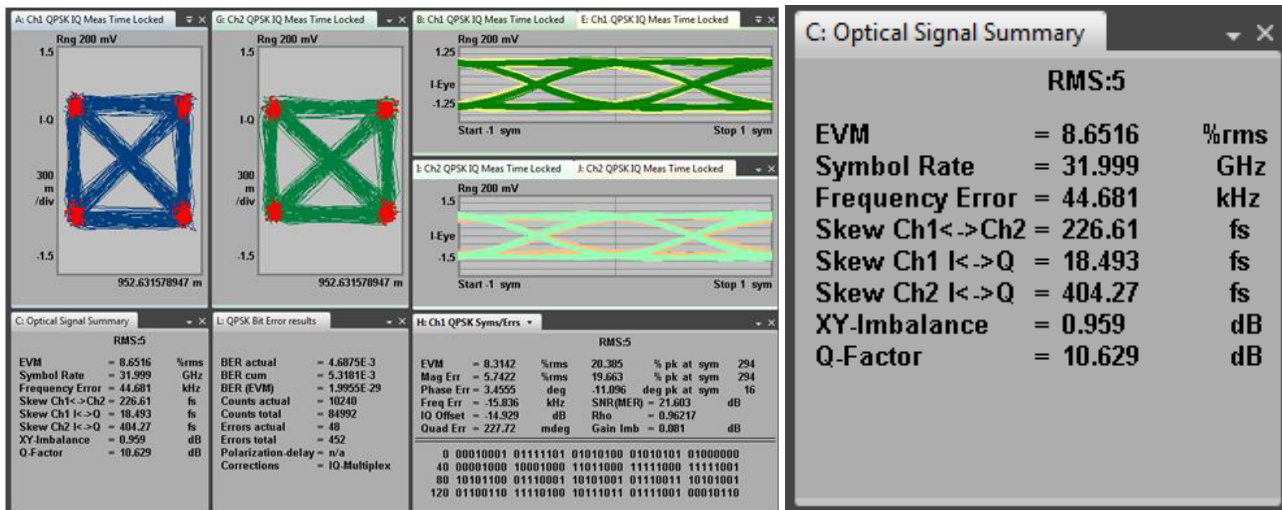 A: Ch1 QPSK IQ Meas Time Locked
Rng 200 mV
1.5
I-Q
300
m
/div
-1.5
952.631578947 m
G: Ch2 QPSK IQ Meas Time Locked
Rng 200 mV
1.5
I-Q
300
m
/div
-1.5
952.631578947 m
B: Ch1 QPSK IQ Meas Time Locked E: Ch1 QPSK IQ Meas Time Locked
Rng 200 mV
1.25
I-Eye
-1.25
Start -1 sym Stop 1 sym
I: Ch2 QPSK IQ Meas Time Locked J: Ch2 QPSK IQ Meas Time Locked
Rng 200 mV
1.5
I-Eye
-1.5
Start -1 sym Stop 1 sym
C: Optical Signal Summary
RMS:5
EVM = 8.6516 %rms
Symbol Rate = 31.999 GHz
Frequency Error = 44.681 kHz
Skew Ch1<->Ch2 = 226.61 fs
Skew Ch1 I<->Q = 18.493 fs
Skew Ch2 I<->Q = 404.27 fs
XY-Imbalance = 0.959 dB
Q-Factor = 10.629 dB
L: QPSK Bit Error results
BER actual = 4.6875E-3
BER cum = 5.3181E-3
BER (EVM) = 1.9955E-29
Counts actual = 10240
Counts total = 84992
Errors actual = 48
Errors total = 452
Polarization-delay = n/a
Corrections = IQ-Multiplex
H: Ch1 QPSK Syms/Errs
RMS:5
EVM = 8.3142 %rms 20.385 % pk at sym 294
Mag Err = 5.7422 %rms 19.663 % pk at sym 294
Phase Err = 3.4555 deg -11.096 deg pk at sym 16
Freq Err = -15.836 kHz SNR(MER) = 21.603 dB
IQ Offset = -14.929 dB Rho = 0.96217
Quad Err = 227.72 mdeg Gain Imb = 0.081 dB
0 00010001 01111101 01010100 01010101 01000000
40 00001000 10001000 11011000 11111000 11111001
80 10101100 01110001 10101001 01110011 10101001
120 01100110 11110100 10111011 01111001 00010110
C: Optical Signal Summary
RMS:5
EVM = 8.6516 %rms
Symbol Rate = 31.999 GHz
Frequency Error = 44.681 kHz
Skew Ch1<->Ch2 = 226.61 fs
Skew Ch1 I<->Q = 18.493 fs
Skew Ch2 I<->Q = 404.27 fs
XY-Imbalance = 0.959 dB
Q-Factor = 10.629 dB